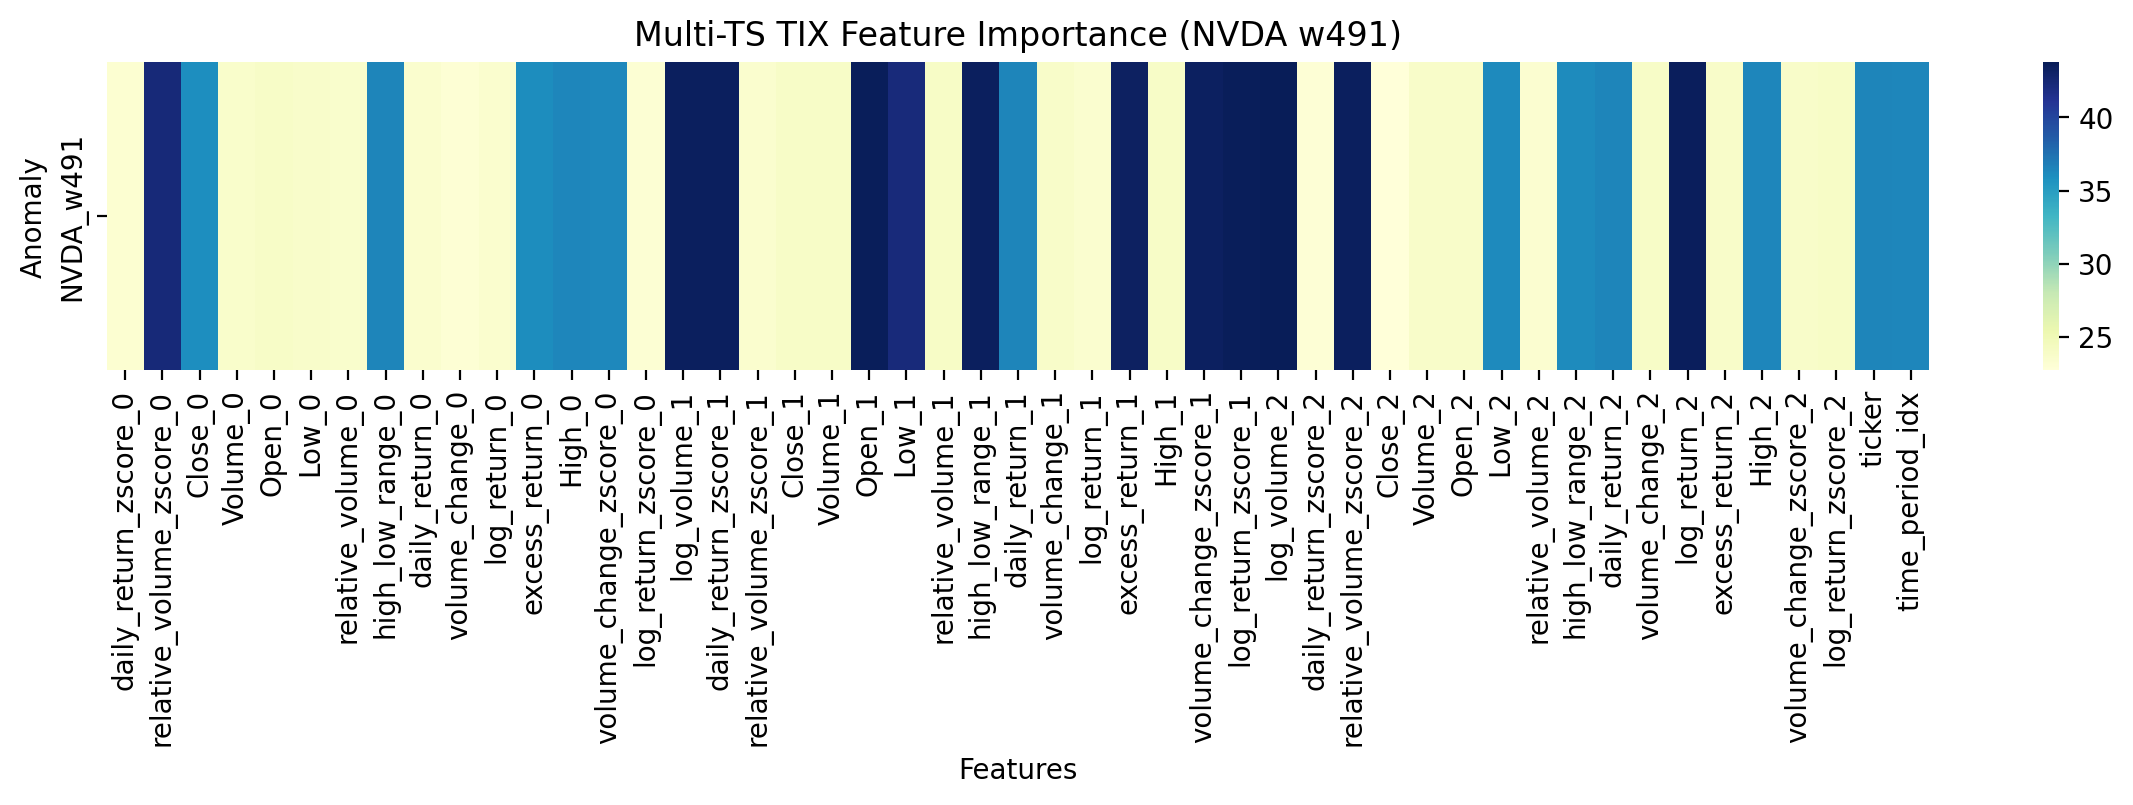 Multi-TS TIX Feature Importance (NVDA w491)
Anomaly
NVDA_w491
40
35
30
25
daily_return_zscore_0
relative_volume_zscore_0
Close_0
Volume_0
Open_0
Low_0
relative_volume_0
high_low_range_0
daily_return_0
volume_change_0
log_return_0
excess_return_0
High_0
volume_change_zscore_0
log_return_zscore_0
log_volume_1
daily_return_zscore_1
relative_volume_zscore_1
Close_1
Volume_1
Open_1
Low_1
relative_volume_1
high_low_range_1
daily_return_1
volume_change_1
log_return_1
excess_return_1
High_1
volume_change_zscore_1
log_return_zscore_1
log_volume_2
daily_return_zscore_2
relative_volume_zscore_2
Close_2
Volume_2
Open_2
Low_2
relative_volume_2
high_low_range_2
daily_return_2
volume_change_2
log_return_2
excess_return_2
High_2
volume_change_zscore_2
log_return_zscore_2
ticker
time_period_idx
Features